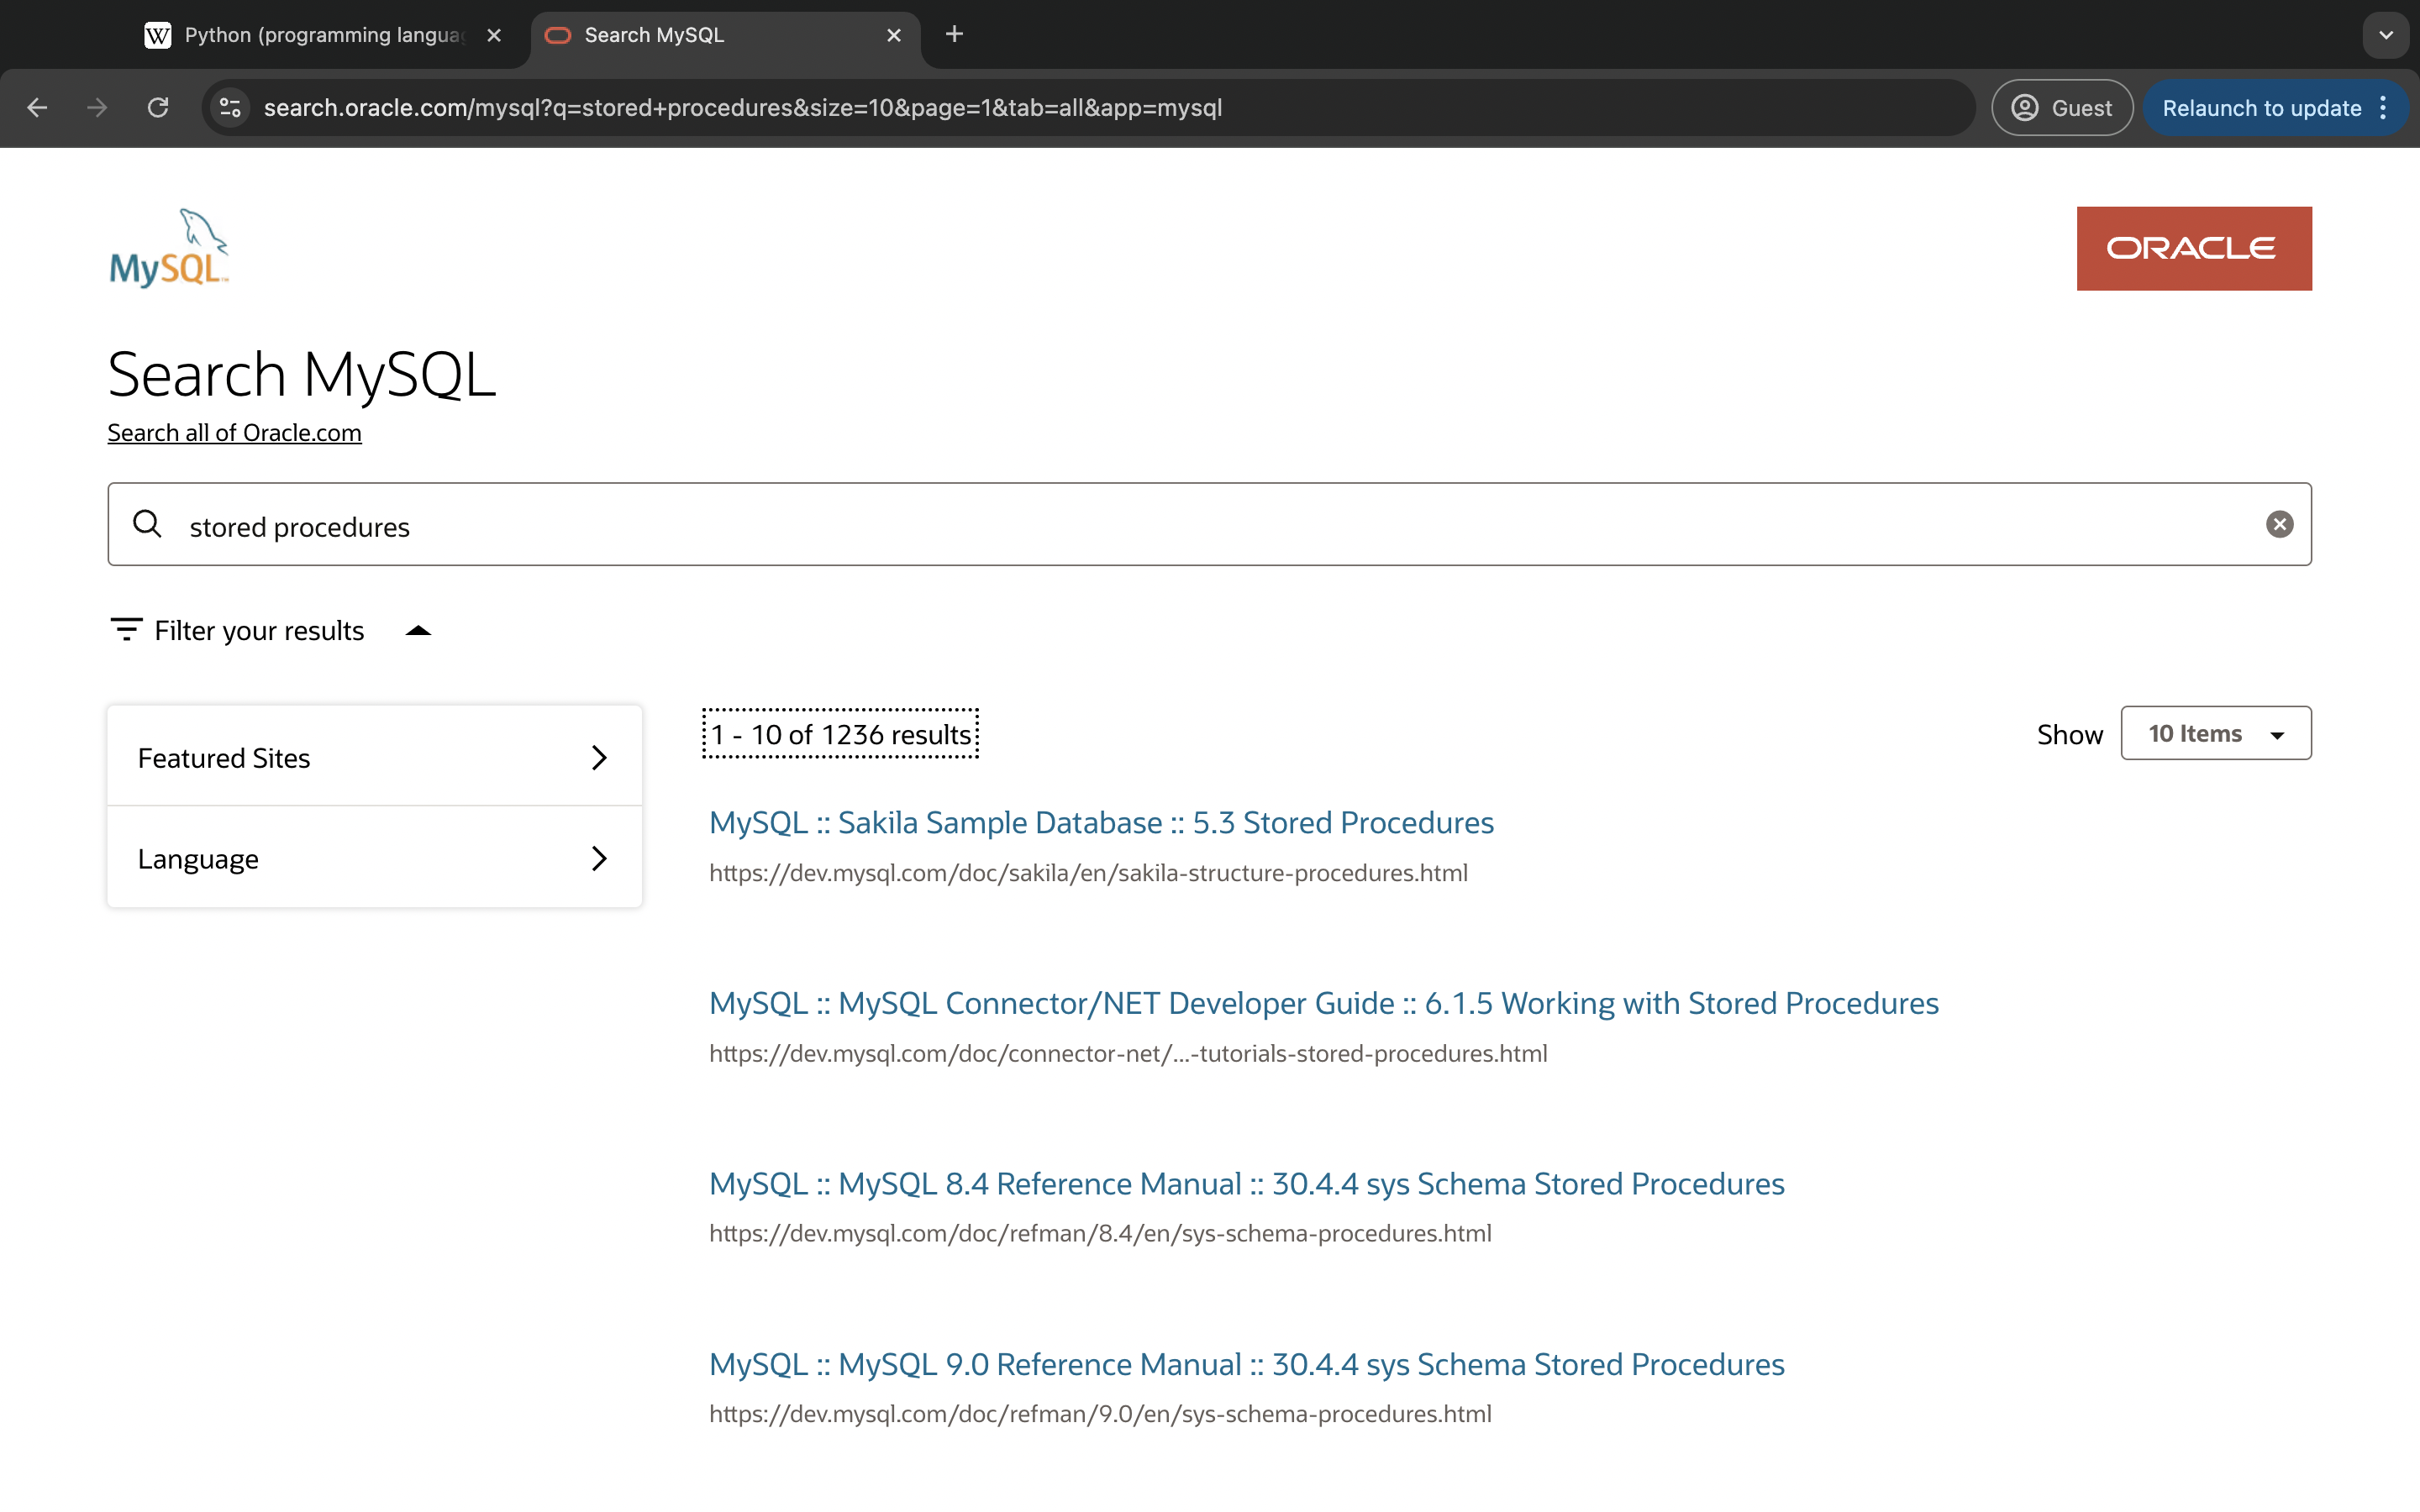 Python (programming langua
Search MySQL
search.oracle.com/mysql?q=stored+procedures&size=10&page=1&tab=all&app=mysql
Guest
Relaunch to update
MySQL
ORACLE
Search MySQL
Search all of Oracle.com
stored procedures
Filter your results
Featured Sites
Language
1 - 10 of 1236 results
Show 10 Items
MySQL :: Sakila Sample Database :: 5.3 Stored Procedures
https://dev.mysql.com/doc/sakila/en/sakila-structure-procedures.html
MySQL :: MySQL Connector/NET Developer Guide :: 6.1.5 Working with Stored Procedures
https://dev.mysql.com/doc/connector-net/...-tutorials-stored-procedures.html
MySQL :: MySQL 8.4 Reference Manual :: 30.4.4 sys Schema Stored Procedures
https://dev.mysql.com/doc/refman/8.4/en/sys-schema-procedures.html
MySQL :: MySQL 9.0 Reference Manual :: 30.4.4 sys Schema Stored Procedures
https://dev.mysql.com/doc/refman/9.0/en/sys-schema-procedures.html